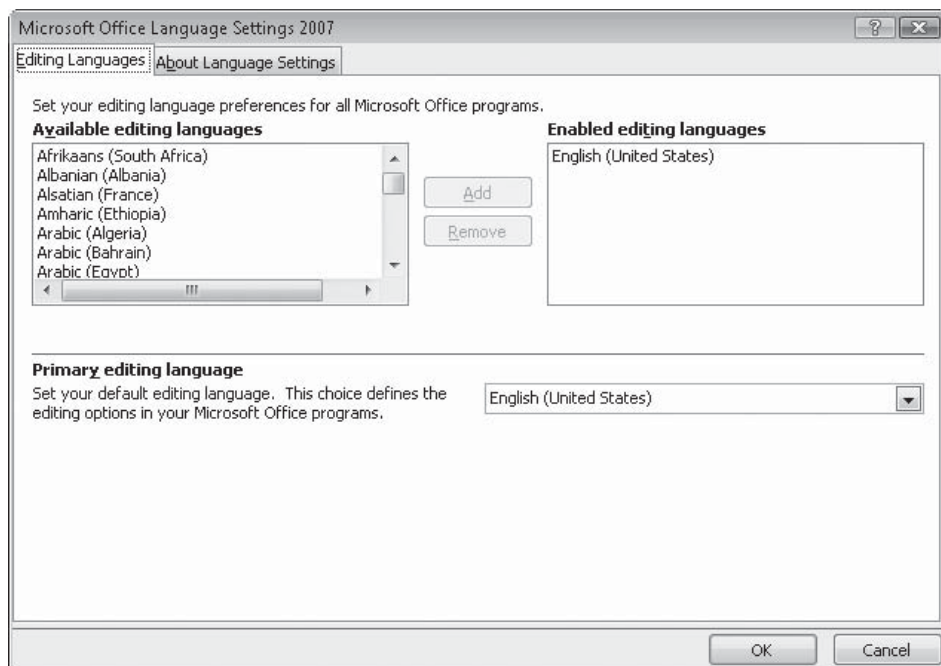 Microsoft Office Language Settings 2007
Editing Languages
About Language Settings
Set your editing language preferences for all Microsoft Office programs.
Available editing languages
Afrikaans (South Africa)
Albanian (Albania)
Alsatian (France)
Amharic (Ethiopia)
Arabic (Algeria)
Arabic (Bahrain)
Arabic (Egypt)
Add
Remove
Enabled editing languages
English (United States)
Primary editing language
Set your default editing language. This choice defines the
editing options in your Microsoft Office programs.
English (United States)
OK
Cancel